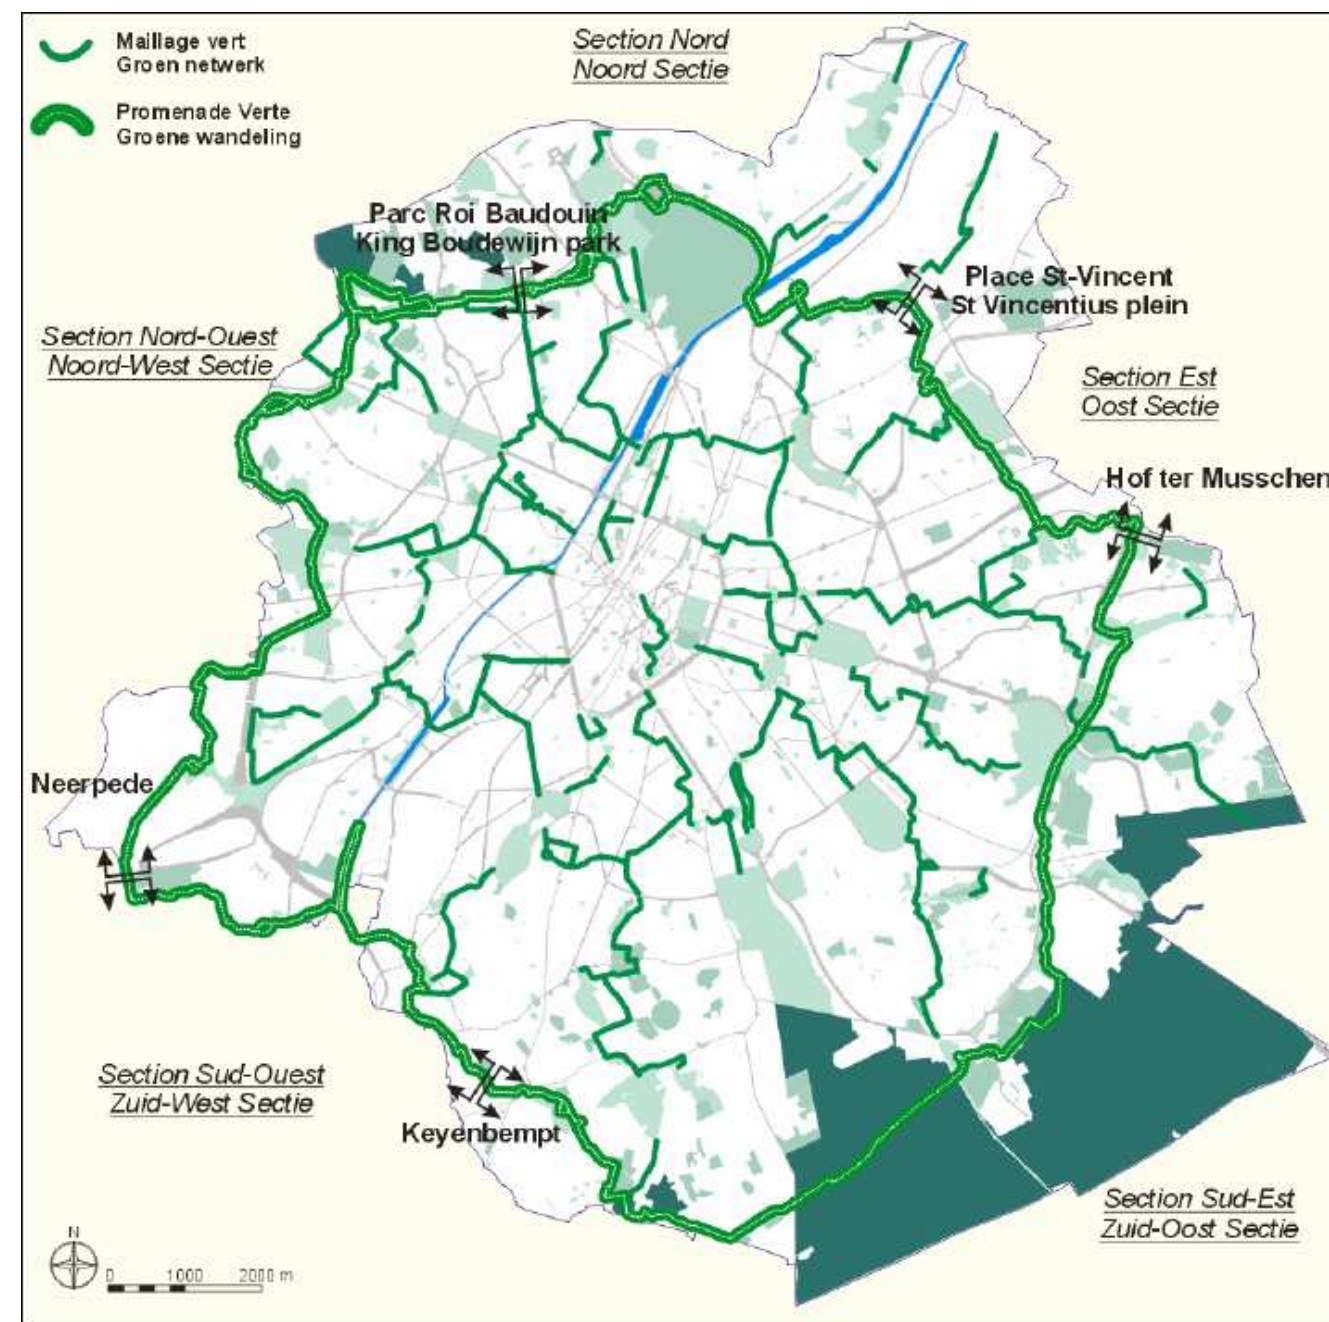 Maillage vert
Groen netwerk
Promenade Verte
Groene wandeling
Section Nord
Noord Sectie
Parc Roi Baudouin
King Boudewijn park
Place St-Vincent
St Vincentius plein
Section Nord-Ouest
Noord-West Sectie
Section Est
Oost Sectie
Hof ter Musschen
Neerpede
Section Sud-Ouest
Zuid-West Sectie
Keyenbempt
Section Sud-Est
Zuid-Oost Sectie
N
0 1000 2000 m